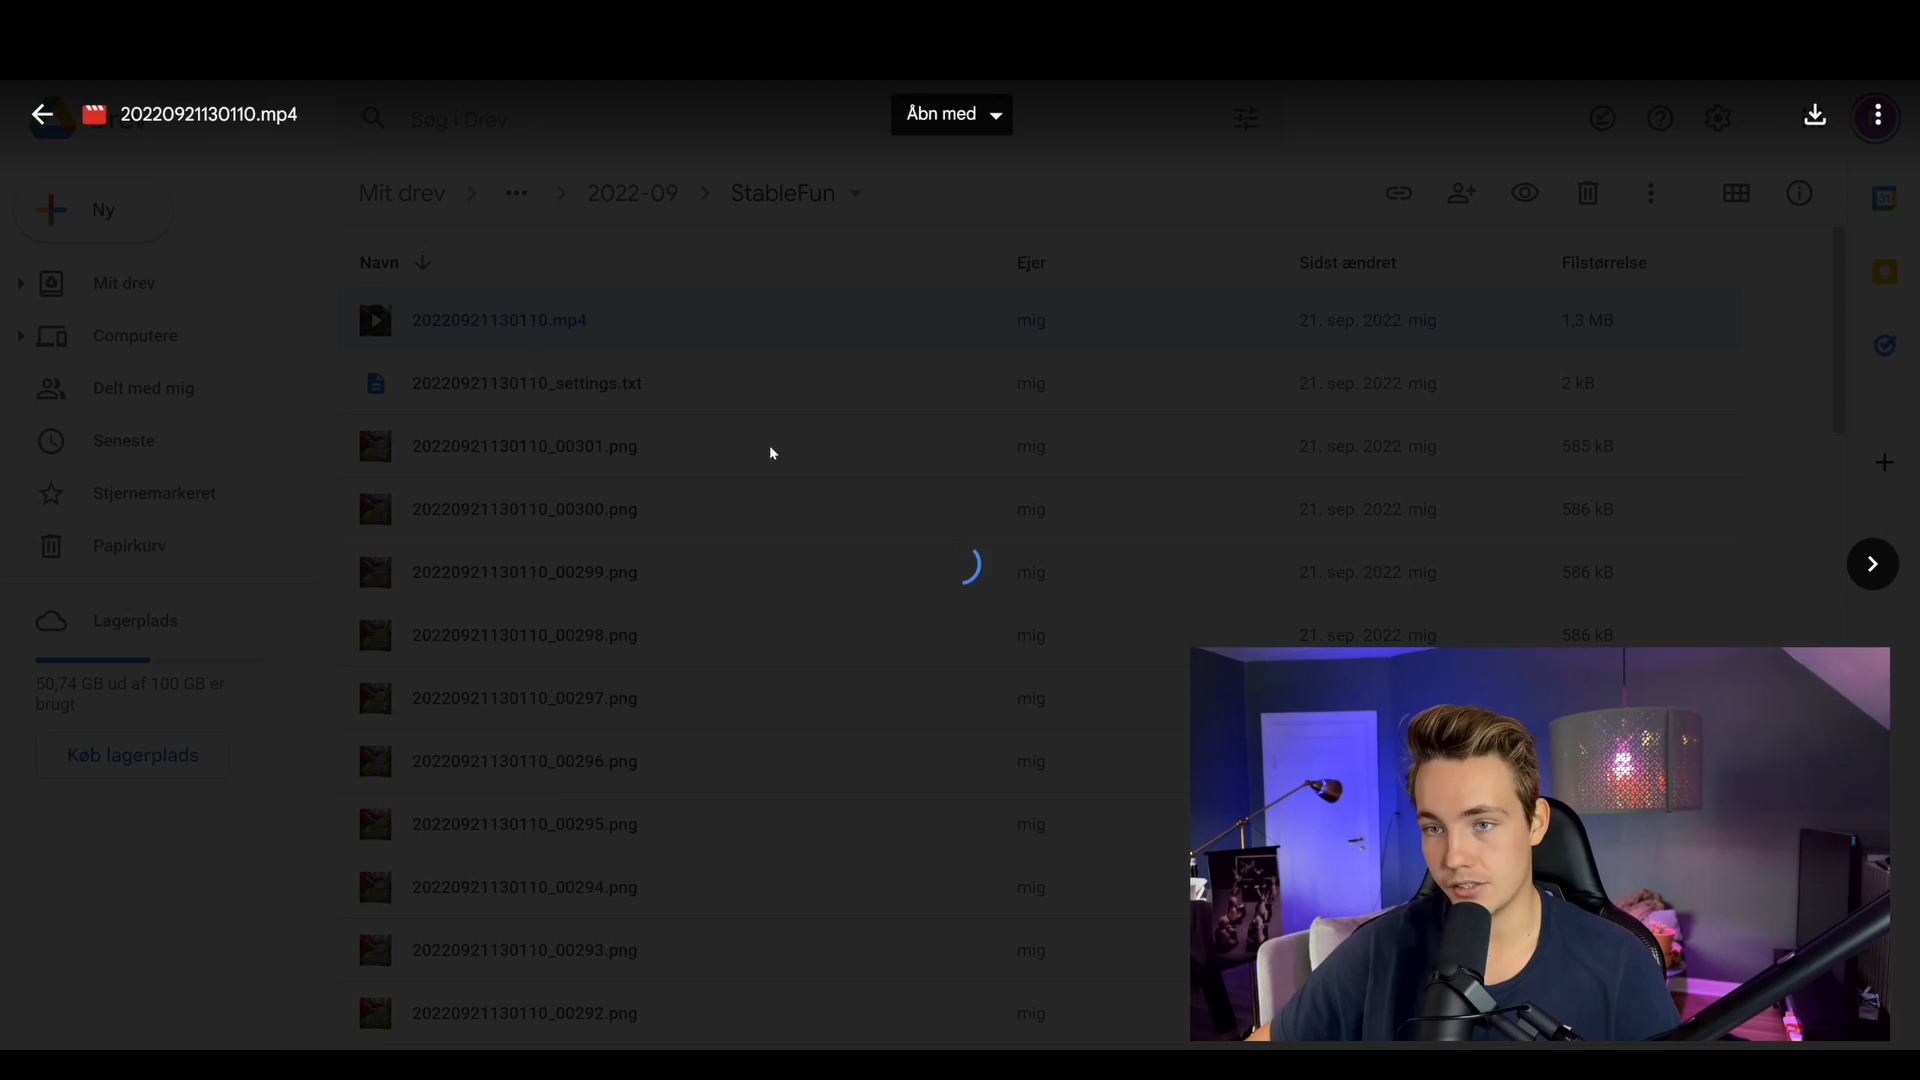 20220921130110.mp4
Søg i Drev
Åbn med
Ny
Mit drev
2022-09
StableFun
31
Navn
Ejer
Sidst ændret
Filstørrelse
Mit drev
Computere
Delt med mig
Seneste
Stjernemarkeret
Papirkurv
Lagerplads
50,74 GB ud af 100 GB er
brugt
Køb lagerplads
20220921130110.mp4 mig 21. sep. 2022 mig 1,3 MB
20220921130110_settings.txt mig 21. sep. 2022 mig 2 kB
20220921130110_00301.png mig 21. sep. 2022 mig 585 kB
20220921130110_00300.png mig 21. sep. 2022 mig 586 kB
20220921130110_00299.png mig 21. sep. 2022 mig 586 kB
20220921130110_00298.png mig 21. sep. 2022 mig 586 kB
20220921130110_00297.png mig
20220921130110_00296.png mig
20220921130110_00295.png mig
20220921130110_00294.png mig
20220921130110_00293.png mig
20220921130110_00292.png mig